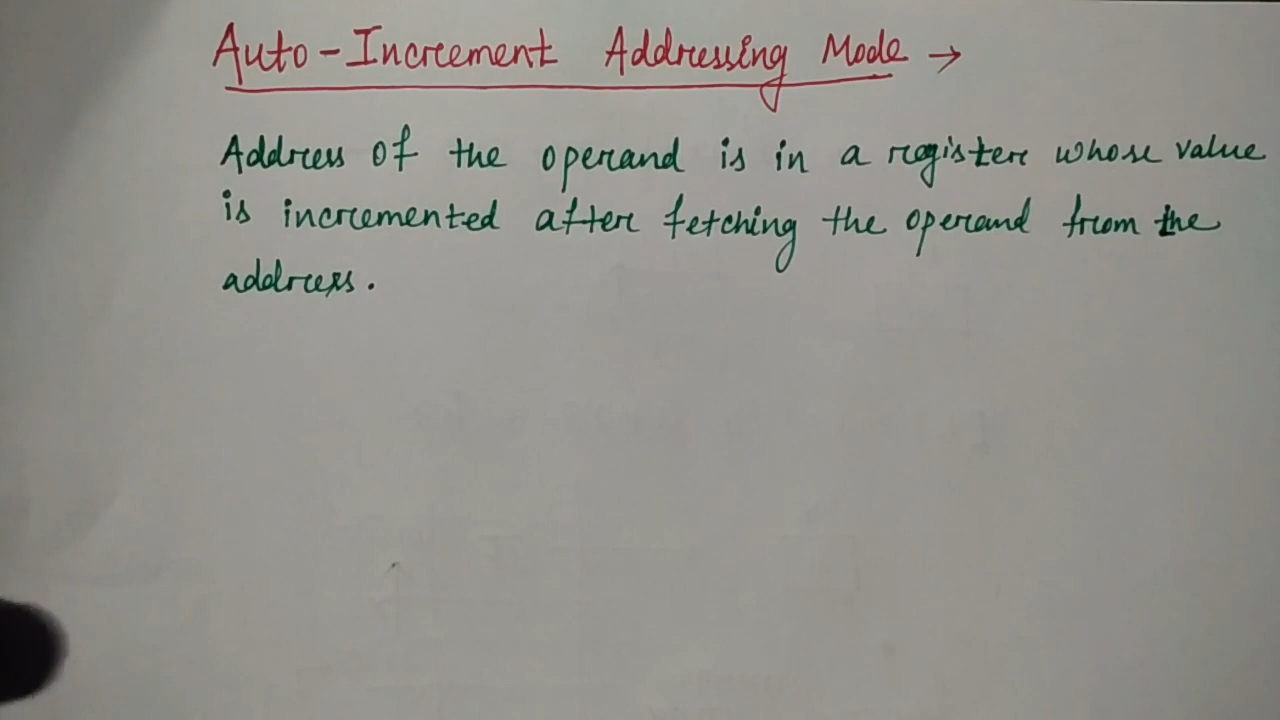 Auto-Increment Addressing Mode →
Address of the operand is in a register whose value
is incremented after fetching the operand from the
address.